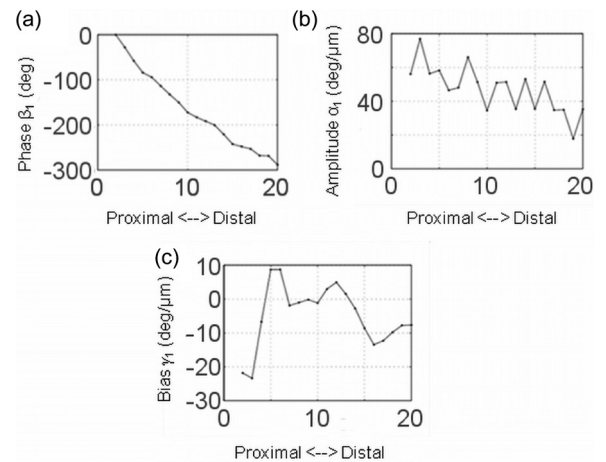 (a)
Phase β1 (deg)
0
-100
-200
-300
0
10
20
Proximal <--> Distal
(b)
Amplitude α1 (deg/μm)
80
40
0
0
10
20
Proximal <--> Distal
(c)
Bias γ1 (deg/μm)
10
0
-10
-20
-30
0
10
20
Proximal <--> Distal